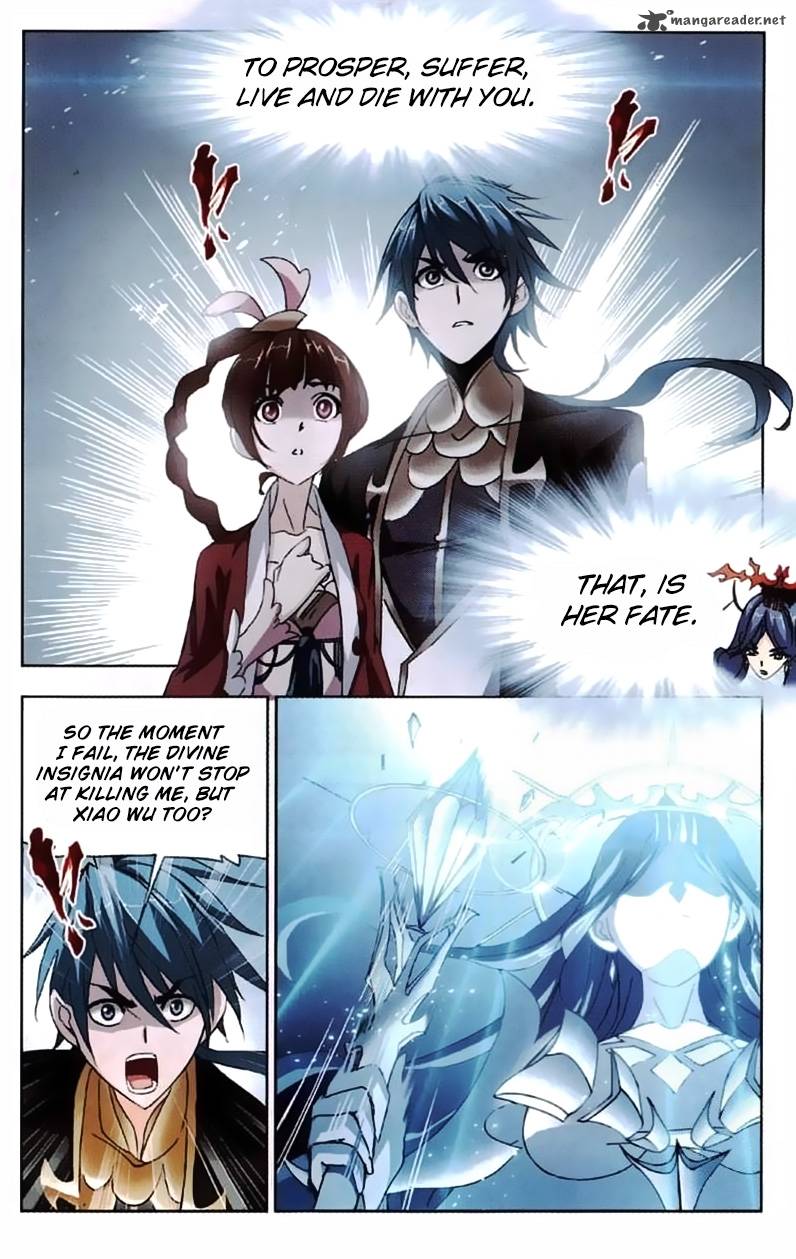 mangareader.net
TO PROSPER, SUFFER,
LIVE AND DIE WITH YOU.
THAT, IS
HER FATE.
SO THE MOMENT
I FAIL, THE DIVINE
INSIGNIA WON'T STOP
AT KILLING ME, BUT
XIAO WU TOO?